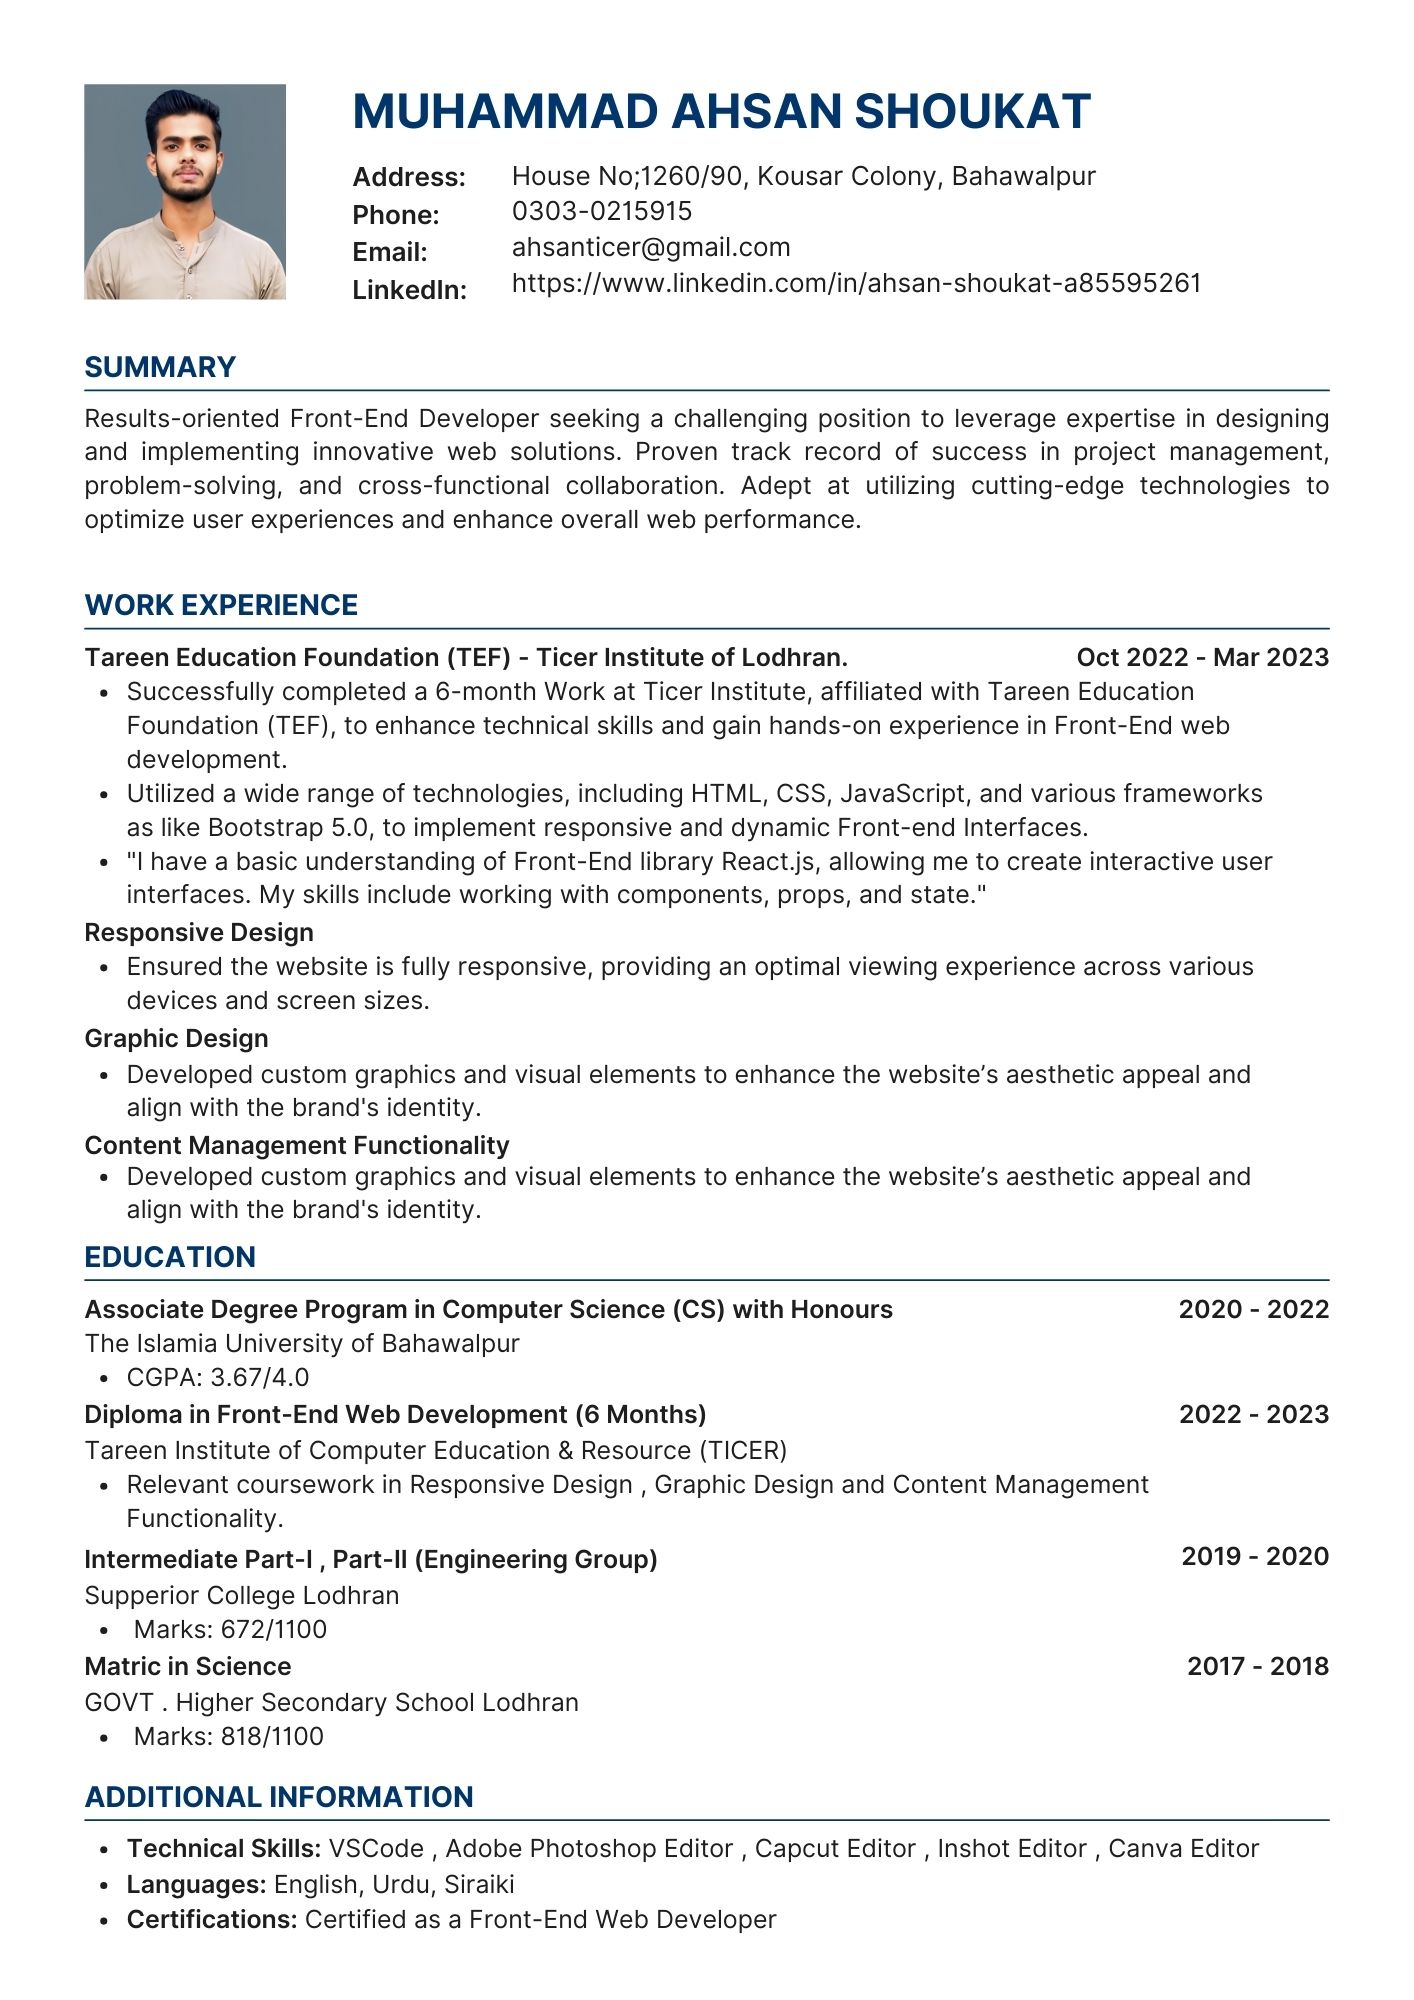 MUHAMMAD AHSAN SHOUKAT
Address: House No;1260/90, Kousar Colony, Bahawalpur
Phone: 0303-0215915
Email: ahsanticer@gmail.com
LinkedIn: https://www.linkedin.com/in/ahsan-shoukat-a85595261
SUMMARY
Results-oriented Front-End Developer seeking a challenging position to leverage expertise in designing
and implementing innovative web solutions. Proven track record of success in project management,
problem-solving, and cross-functional collaboration. Adept at utilizing cutting-edge technologies to
optimize user experiences and enhance overall web performance.
WORK EXPERIENCE
Tareen Education Foundation (TEF) - Ticer Institute of Lodhran. Oct 2022 - Mar 2023
• Successfully completed a 6-month Work at Ticer Institute, affiliated with Tareen Education
Foundation (TEF), to enhance technical skills and gain hands-on experience in Front-End web
development.
• Utilized a wide range of technologies, including HTML, CSS, JavaScript, and various frameworks
as like Bootstrap 5.0, to implement responsive and dynamic Front-end Interfaces.
• "I have a basic understanding of Front-End library React.js, allowing me to create interactive user
interfaces. My skills include working with components, props, and state."
Responsive Design
• Ensured the website is fully responsive, providing an optimal viewing experience across various
devices and screen sizes.
Graphic Design
• Developed custom graphics and visual elements to enhance the website’s aesthetic appeal and
align with the brand's identity.
Content Management Functionality
• Developed custom graphics and visual elements to enhance the website’s aesthetic appeal and
align with the brand's identity.
EDUCATION
Associate Degree Program in Computer Science (CS) with Honours 2020 - 2022
The Islamia University of Bahawalpur
• CGPA: 3.67/4.0
Diploma in Front-End Web Development (6 Months) 2022 - 2023
Tareen Institute of Computer Education & Resource (TICER)
• Relevant coursework in Responsive Design , Graphic Design and Content Management
Functionality.
Intermediate Part-I , Part-II (Engineering Group) 2019 - 2020
Supperior College Lodhran
• Marks: 672/1100
Matric in Science 2017 - 2018
GOVT . Higher Secondary School Lodhran
• Marks: 818/1100
ADDITIONAL INFORMATION
• Technical Skills: VSCode , Adobe Photoshop Editor , Capcut Editor , Inshot Editor , Canva Editor
• Languages: English, Urdu, Siraiki
• Certifications: Certified as a Front-End Web Developer